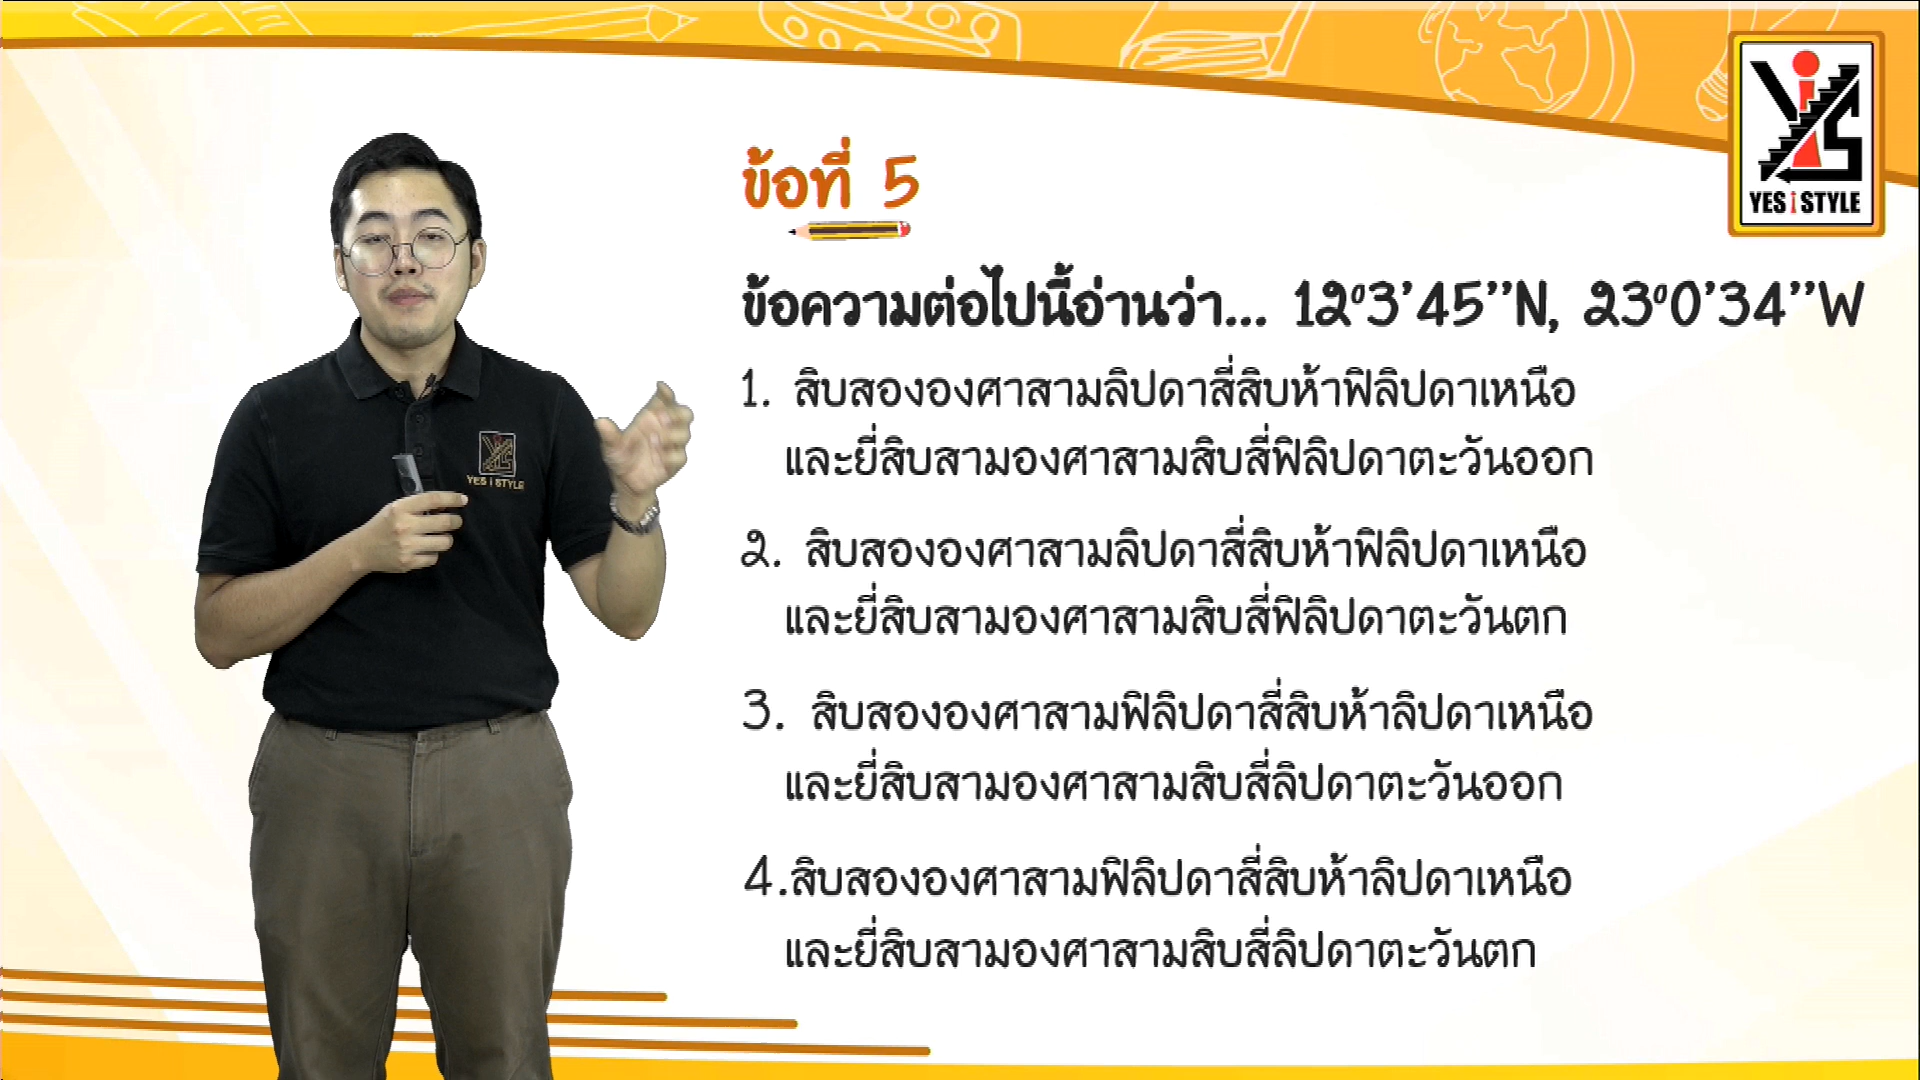 YES i STYLE
ข้อที่ 5
ข้อความต่อไปนี้อ่านว่า... 12⁰3’45’’N, 23⁰0’34’’W
1. สิบสององศาสามลิปดาสี่สิบห้าฟิลิปดาเหนือ
และยี่สิบสามองศาสามสิบสี่ฟิลิปดาตะวันออก
2. สิบสององศาสามลิปดาสี่สิบห้าฟิลิปดาเหนือ
และยี่สิบสามองศาสามสิบสี่ฟิลิปดาตะวันตก
3. สิบสององศาสามฟิลิปดาสี่สิบห้าลิปดาเหนือ
และยี่สิบสามองศาสามสิบสี่ลิปดาตะวันออก
4.สิบสององศาสามฟิลิปดาสี่สิบห้าลิปดาเหนือ
และยี่สิบสามองศาสามสิบสี่ลิปดาตะวันตก
YES i STYLE